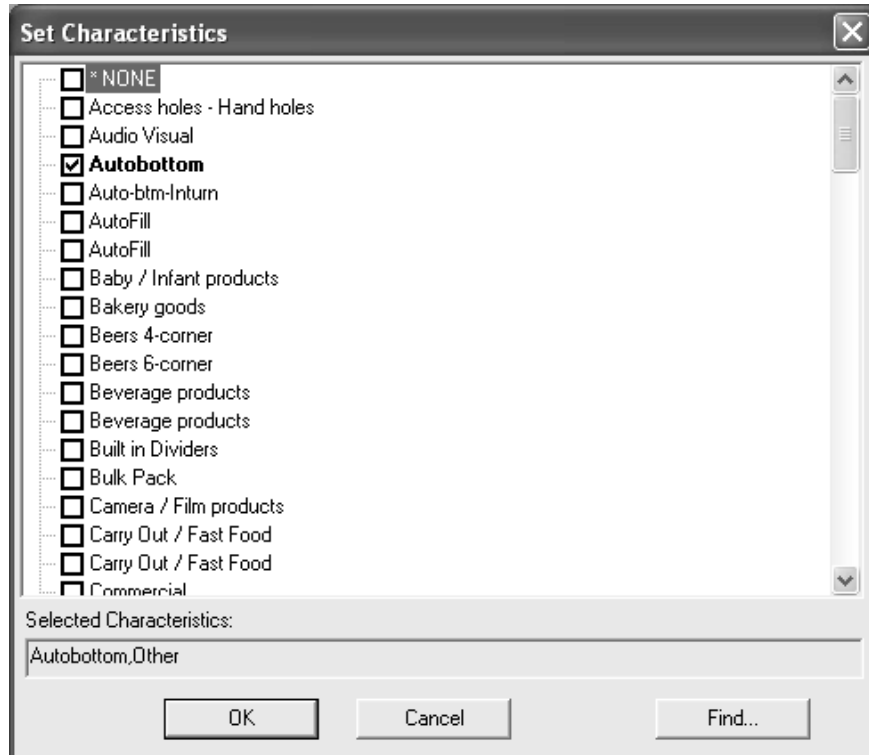 Set Characteristics
* NONE
Access holes - Hand holes
Audio Visual
Autobottom
Auto-btm-Inturn
AutoFill
AutoFill
Baby / Infant products
Bakery goods
Beers 4-corner
Beers 6-corner
Beverage products
Beverage products
Built in Dividers
Bulk Pack
Camera / Film products
Carry Out / Fast Food
Carry Out / Fast Food
Commercial
Selected Characteristics:
Autobottom,Other
OK Cancel Find...